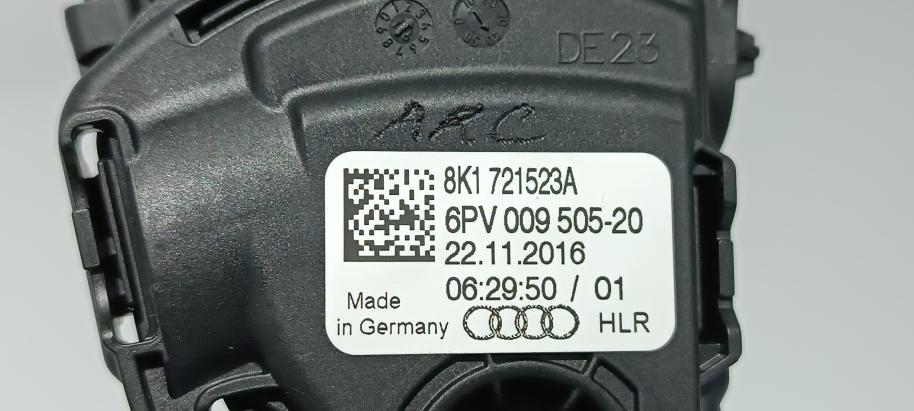 DE23
ARC
8K1 721523A
6PV 009 505-20
22.11.2016
06:29:50 / 01
Made
in Germany
HLR